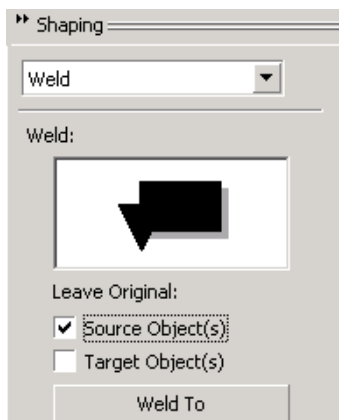 Shaping
Weld
Weld:
Leave Original:
Source Object(s)
Target Object(s)
Weld To